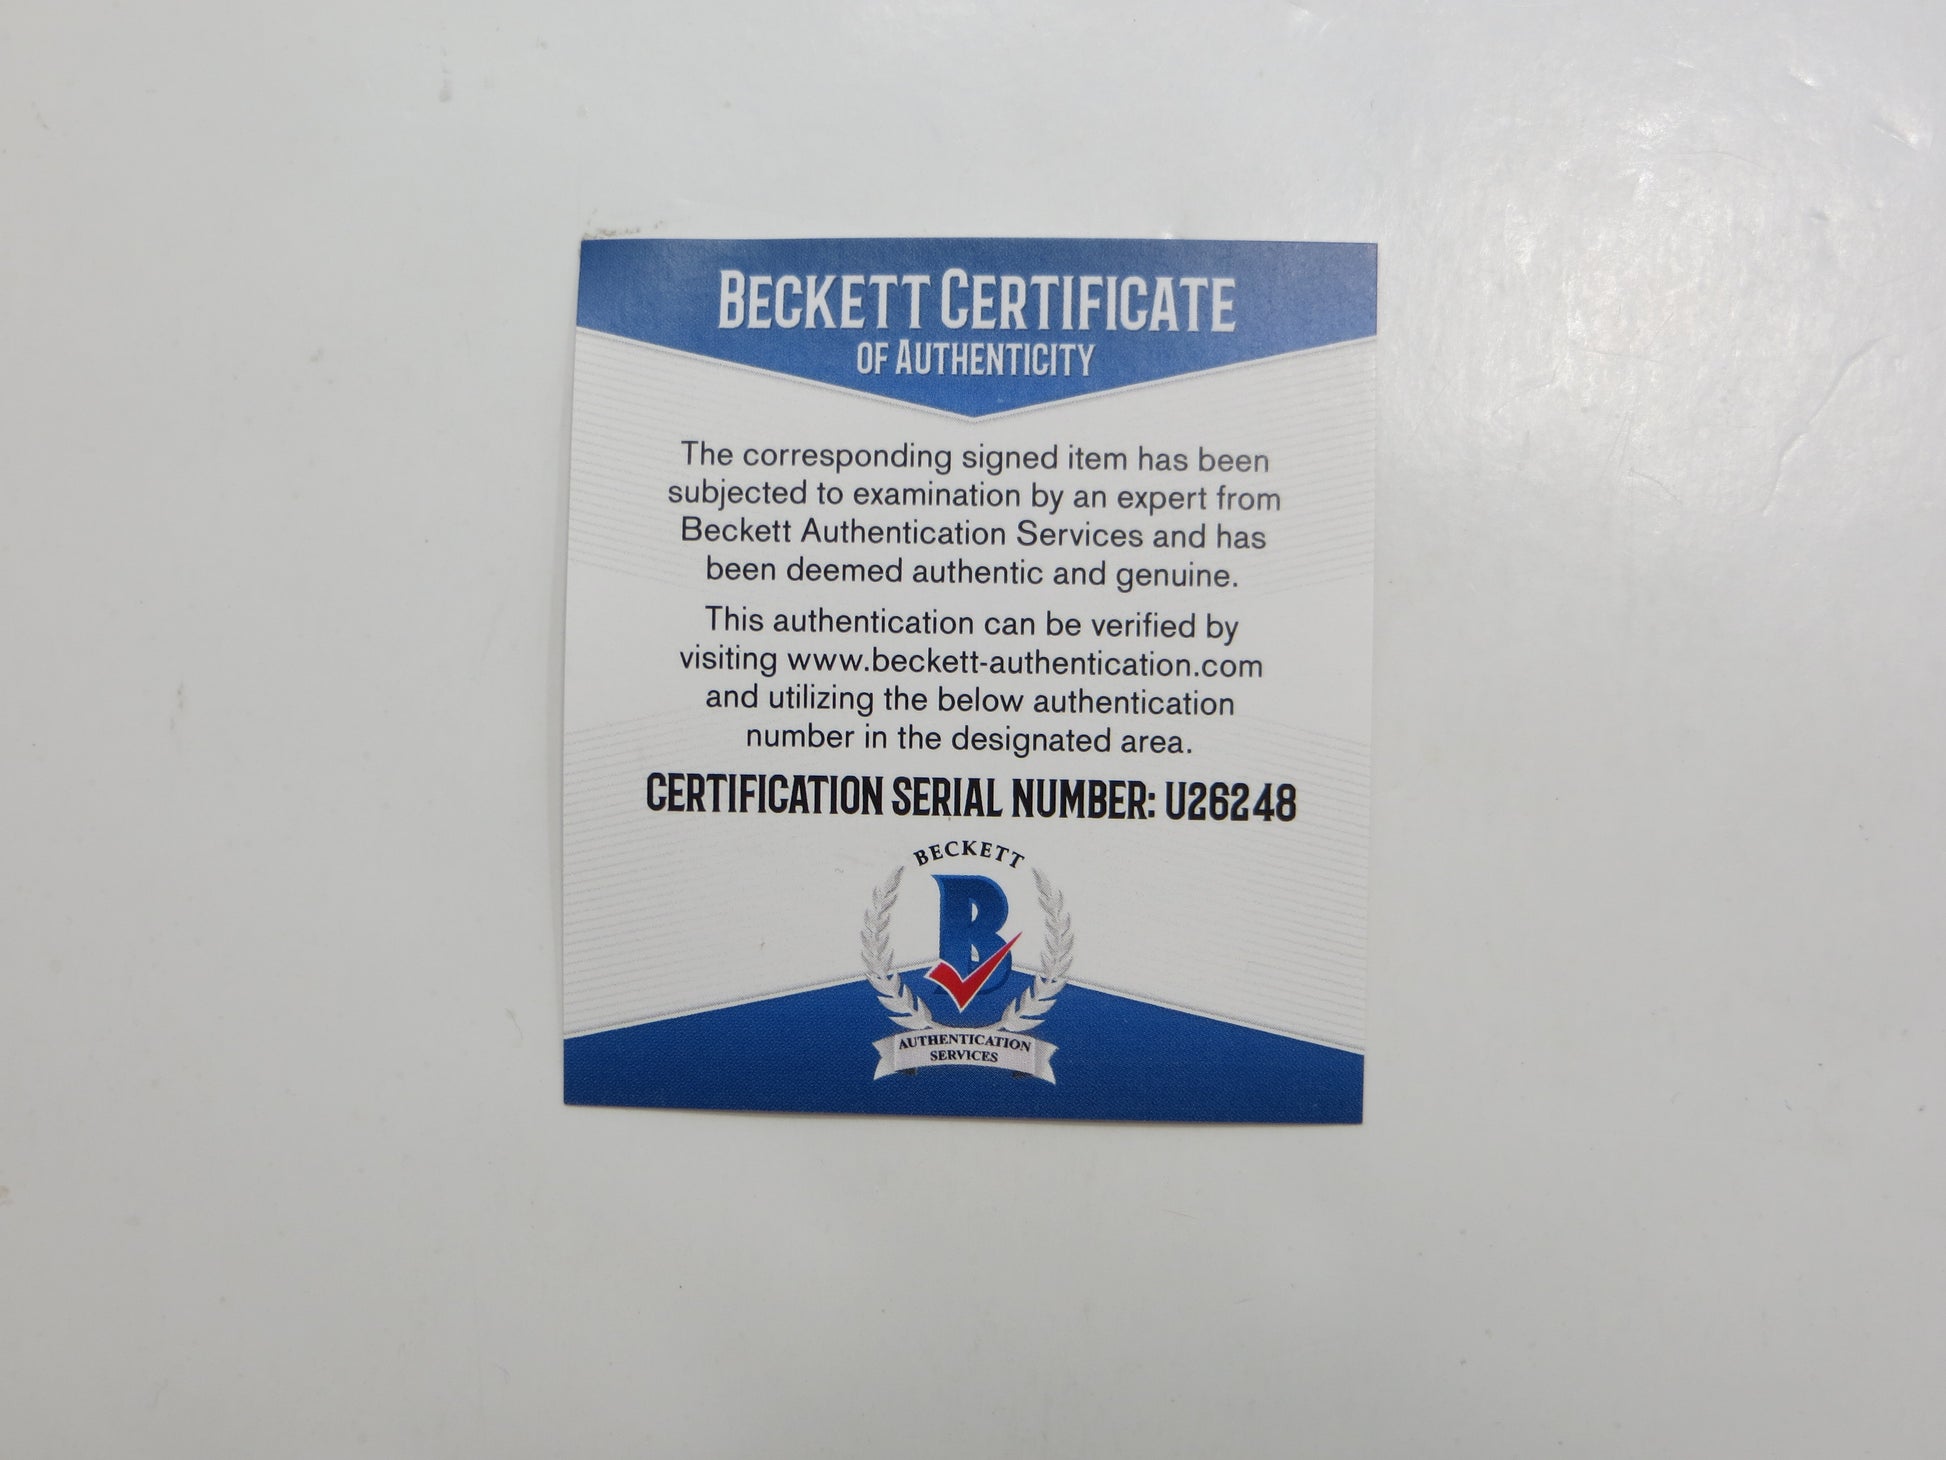 BECKETT CERTIFICATE
OF AUTHENTICITY
The corresponding signed item has been
subjected to examination by an expert from
Beckett Authentication Services and has
been deemed authentic and genuine.
This authentication can be verified by
visiting www.beckett-authentication.com
and utilizing the below authentication
number in the designated area.
CERTIFICATION SERIAL NUMBER: U26248
BECKETT
B
AUTHENTICATION
SERVICES